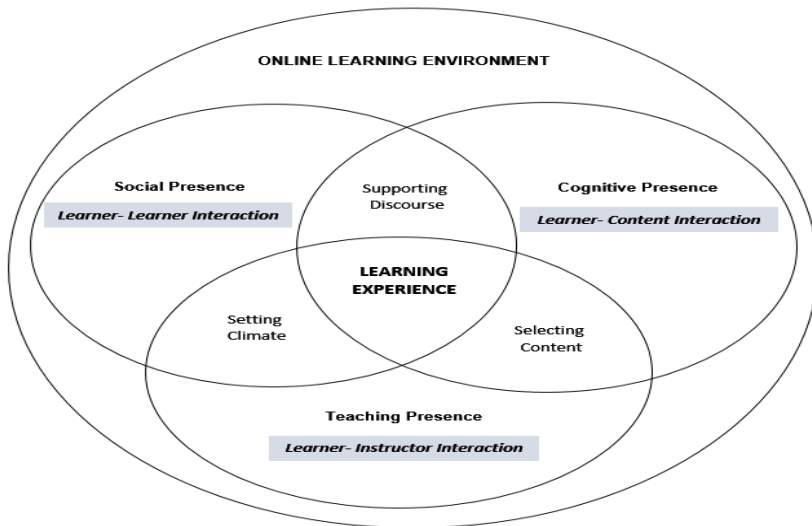 ONLINE LEARNING ENVIRONMENT
Social Presence
Learner- Learner Interaction
Supporting
Discourse
Cognitive Presence
Learner- Content Interaction
LEARNING
EXPERIENCE
Setting
Climate
Selecting
Content
Teaching Presence
Learner- Instructor Interaction